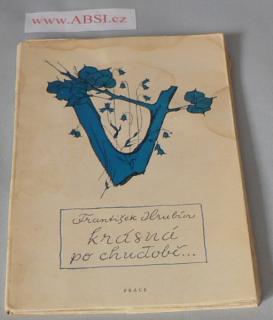 www.ABSI.cz
František Hrubín
krásná
po chudobě...
PRÁCE